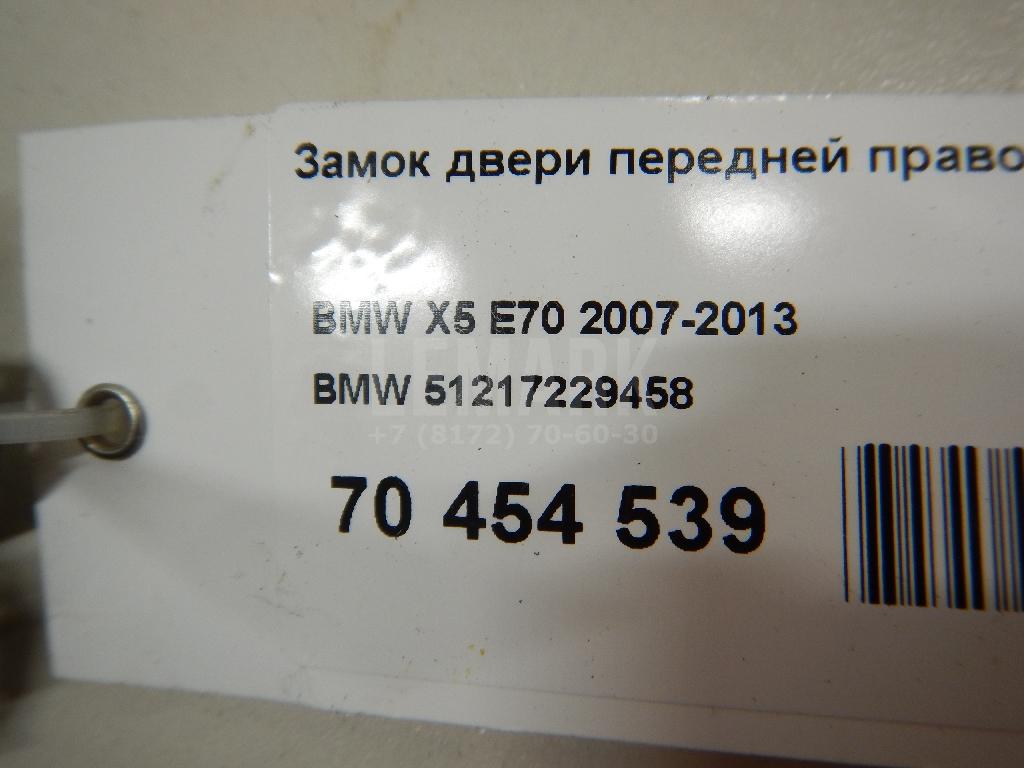 Замок двери передней право
BMW X5 E70 2007-2013
LEMARK
BMW 51217229458
+7 (8172) 70-60-30
70 454 539